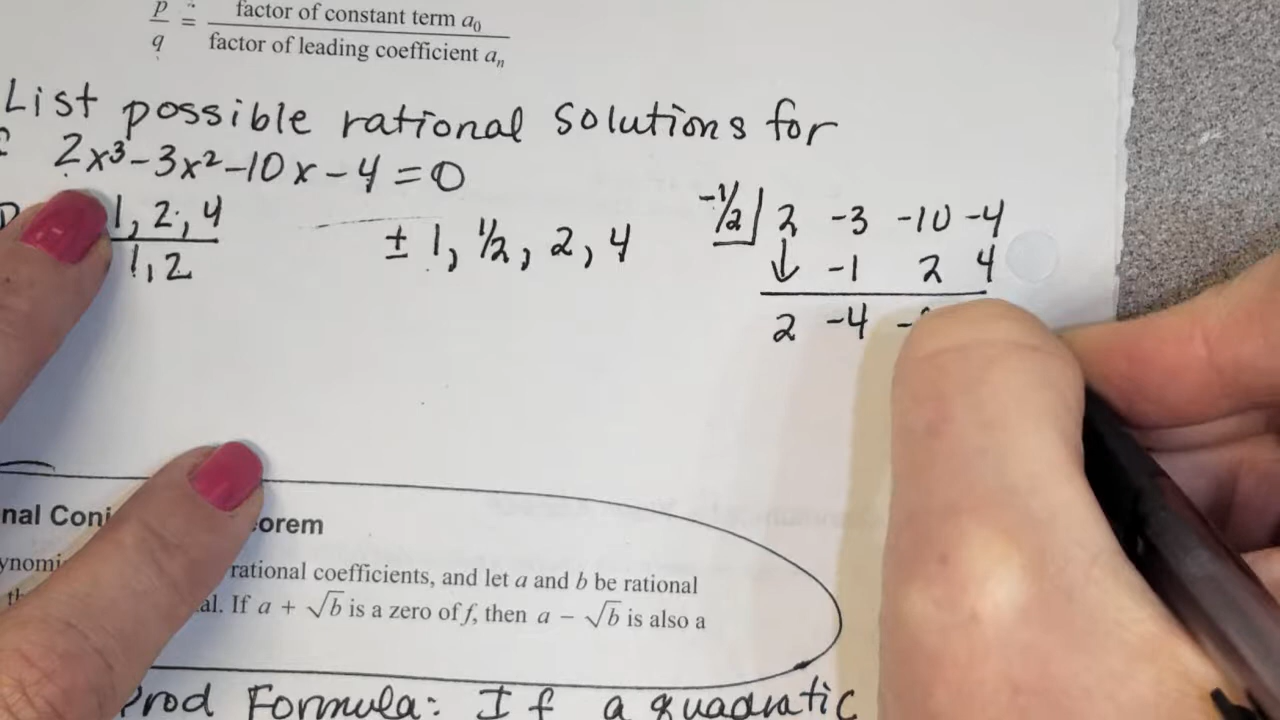 p/q = factor of constant term a₀ / factor of leading coefficient aₙ
List possible rational solutions for
2x³-3x²-10x-4=0
1, 2, 4
1, 2
± 1, ½, 2, 4
-½ | 2 -3 -10 -4
↓ -1 2 4
2 -4 -
orem
rational coefficients, and let a and b be rational
al. If a + √b is a zero of f, then a − √b is also a
Formula: If a quadratic